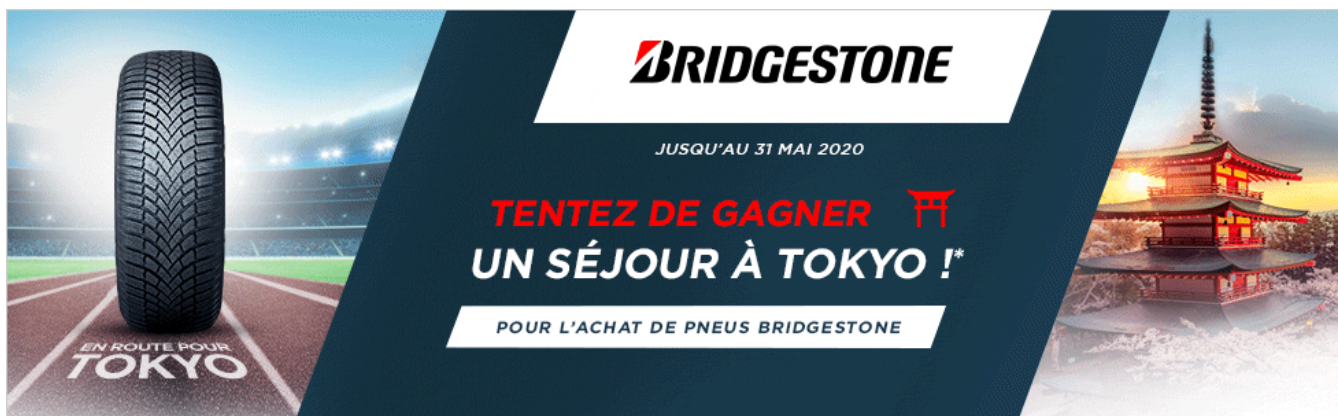 BRIDGESTONE
JUSQU'AU 31 MAI 2020
TENTEZ DE GAGNER
UN SÉJOUR À TOKYO !*
POUR L'ACHAT DE PNEUS BRIDGESTONE
EN ROUTE POUR
TOKYO